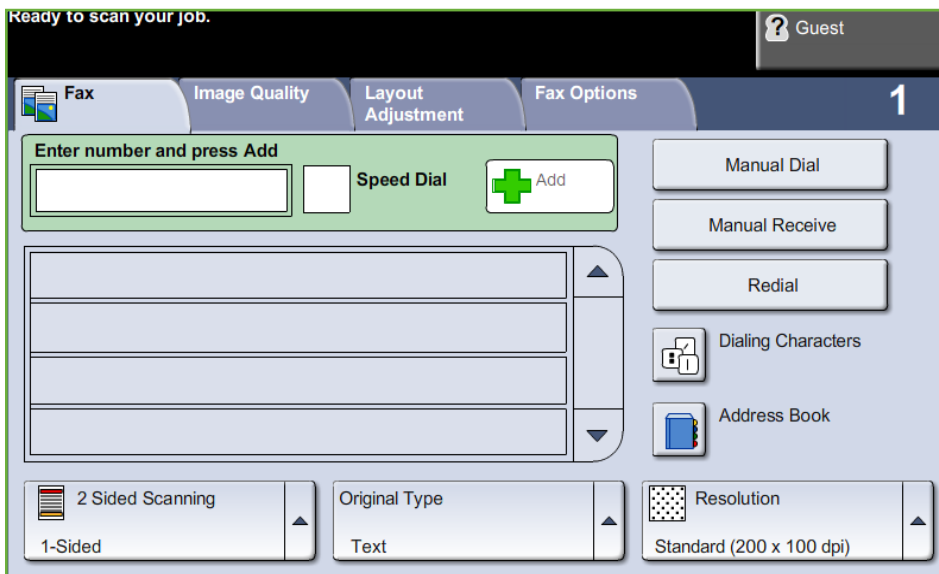 Ready to scan your job.
? Guest
Fax
Image Quality
Layout
Adjustment
Fax Options
1
Enter number and press Add
Speed Dial
Add
Manual Dial
Manual Receive
Redial
Dialing Characters
Address Book
2 Sided Scanning
1-Sided
Original Type
Text
Resolution
Standard (200 x 100 dpi)